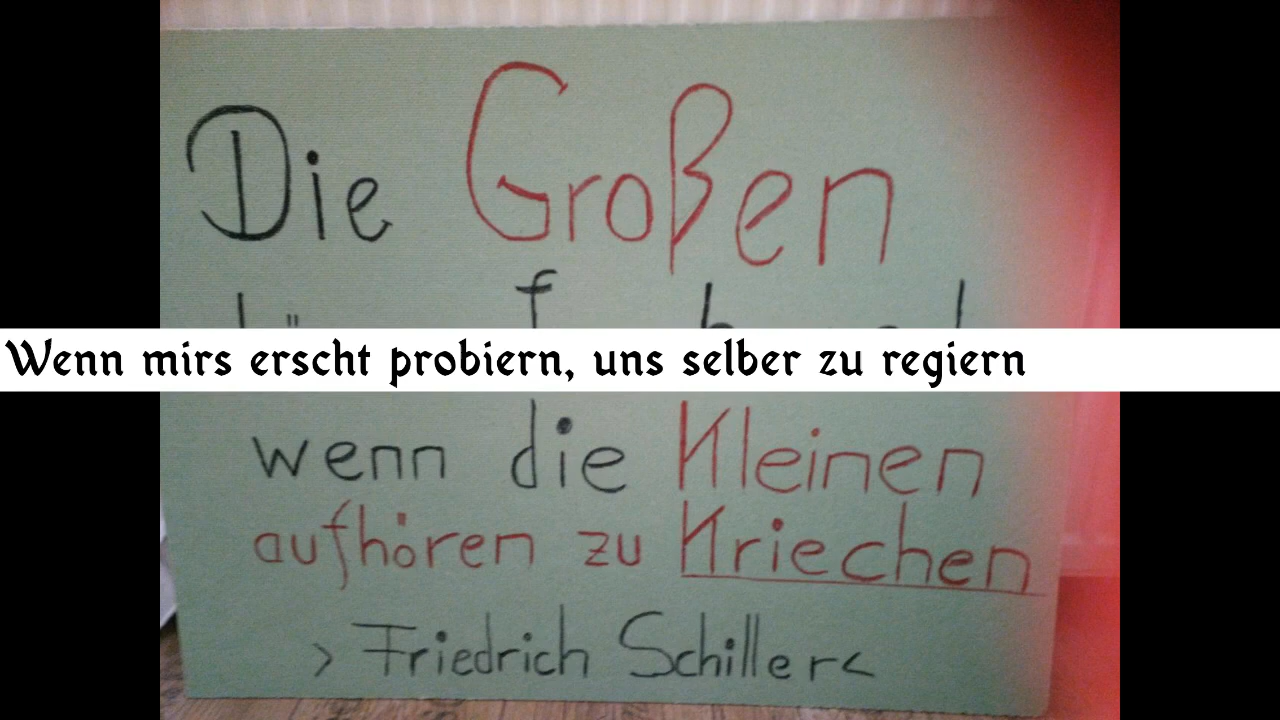 Die Großen
Wenn mirs erscht probiern, uns selber zu regiern
wenn die Kleinen
aufhören zu Kriechen
> Friedrich Schiller <